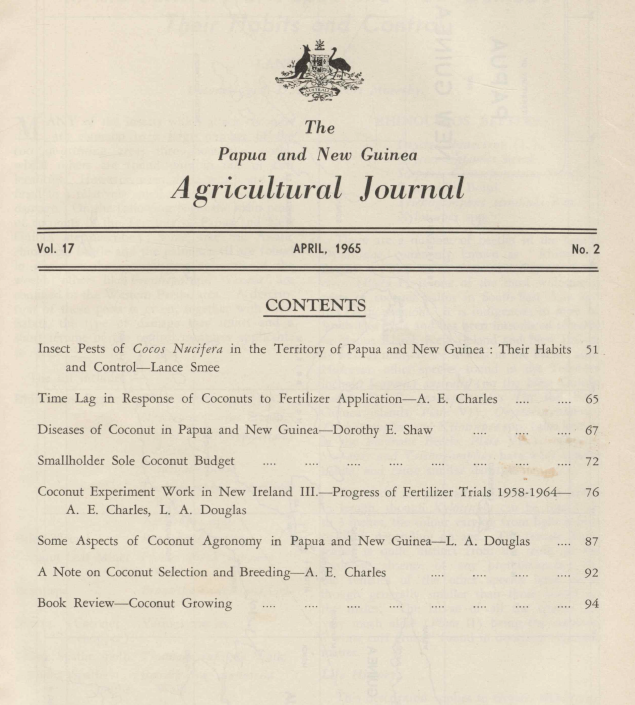 The
Papua and New Guinea
Agricultural Journal
Vol. 17 APRIL, 1965 No. 2
CONTENTS
Insect Pests of Cocos Nucifera in the Territory of Papua and New Guinea : Their Habits 51
and Control—Lance Smee
Time Lag in Response of Coconuts to Fertilizer Application—A. E. Charles .... .... 65
Diseases of Coconut in Papua and New Guinea—Dorothy E. Shaw .... .... .... 67
Smallholder Sole Coconut Budget .... .... .... .... .... .... .... .... 72
Coconut Experiment Work in New Ireland III.—Progress of Fertilizer Trials 1958-1964— 76
A. E. Charles, L. A. Douglas
Some Aspects of Coconut Agronomy in Papua and New Guinea—L. A. Douglas .... 87
A Note on Coconut Selection and Breeding—A. E. Charles .... .... .... .... 92
Book Review—Coconut Growing .... .... .... .... .... .... .... .... 94